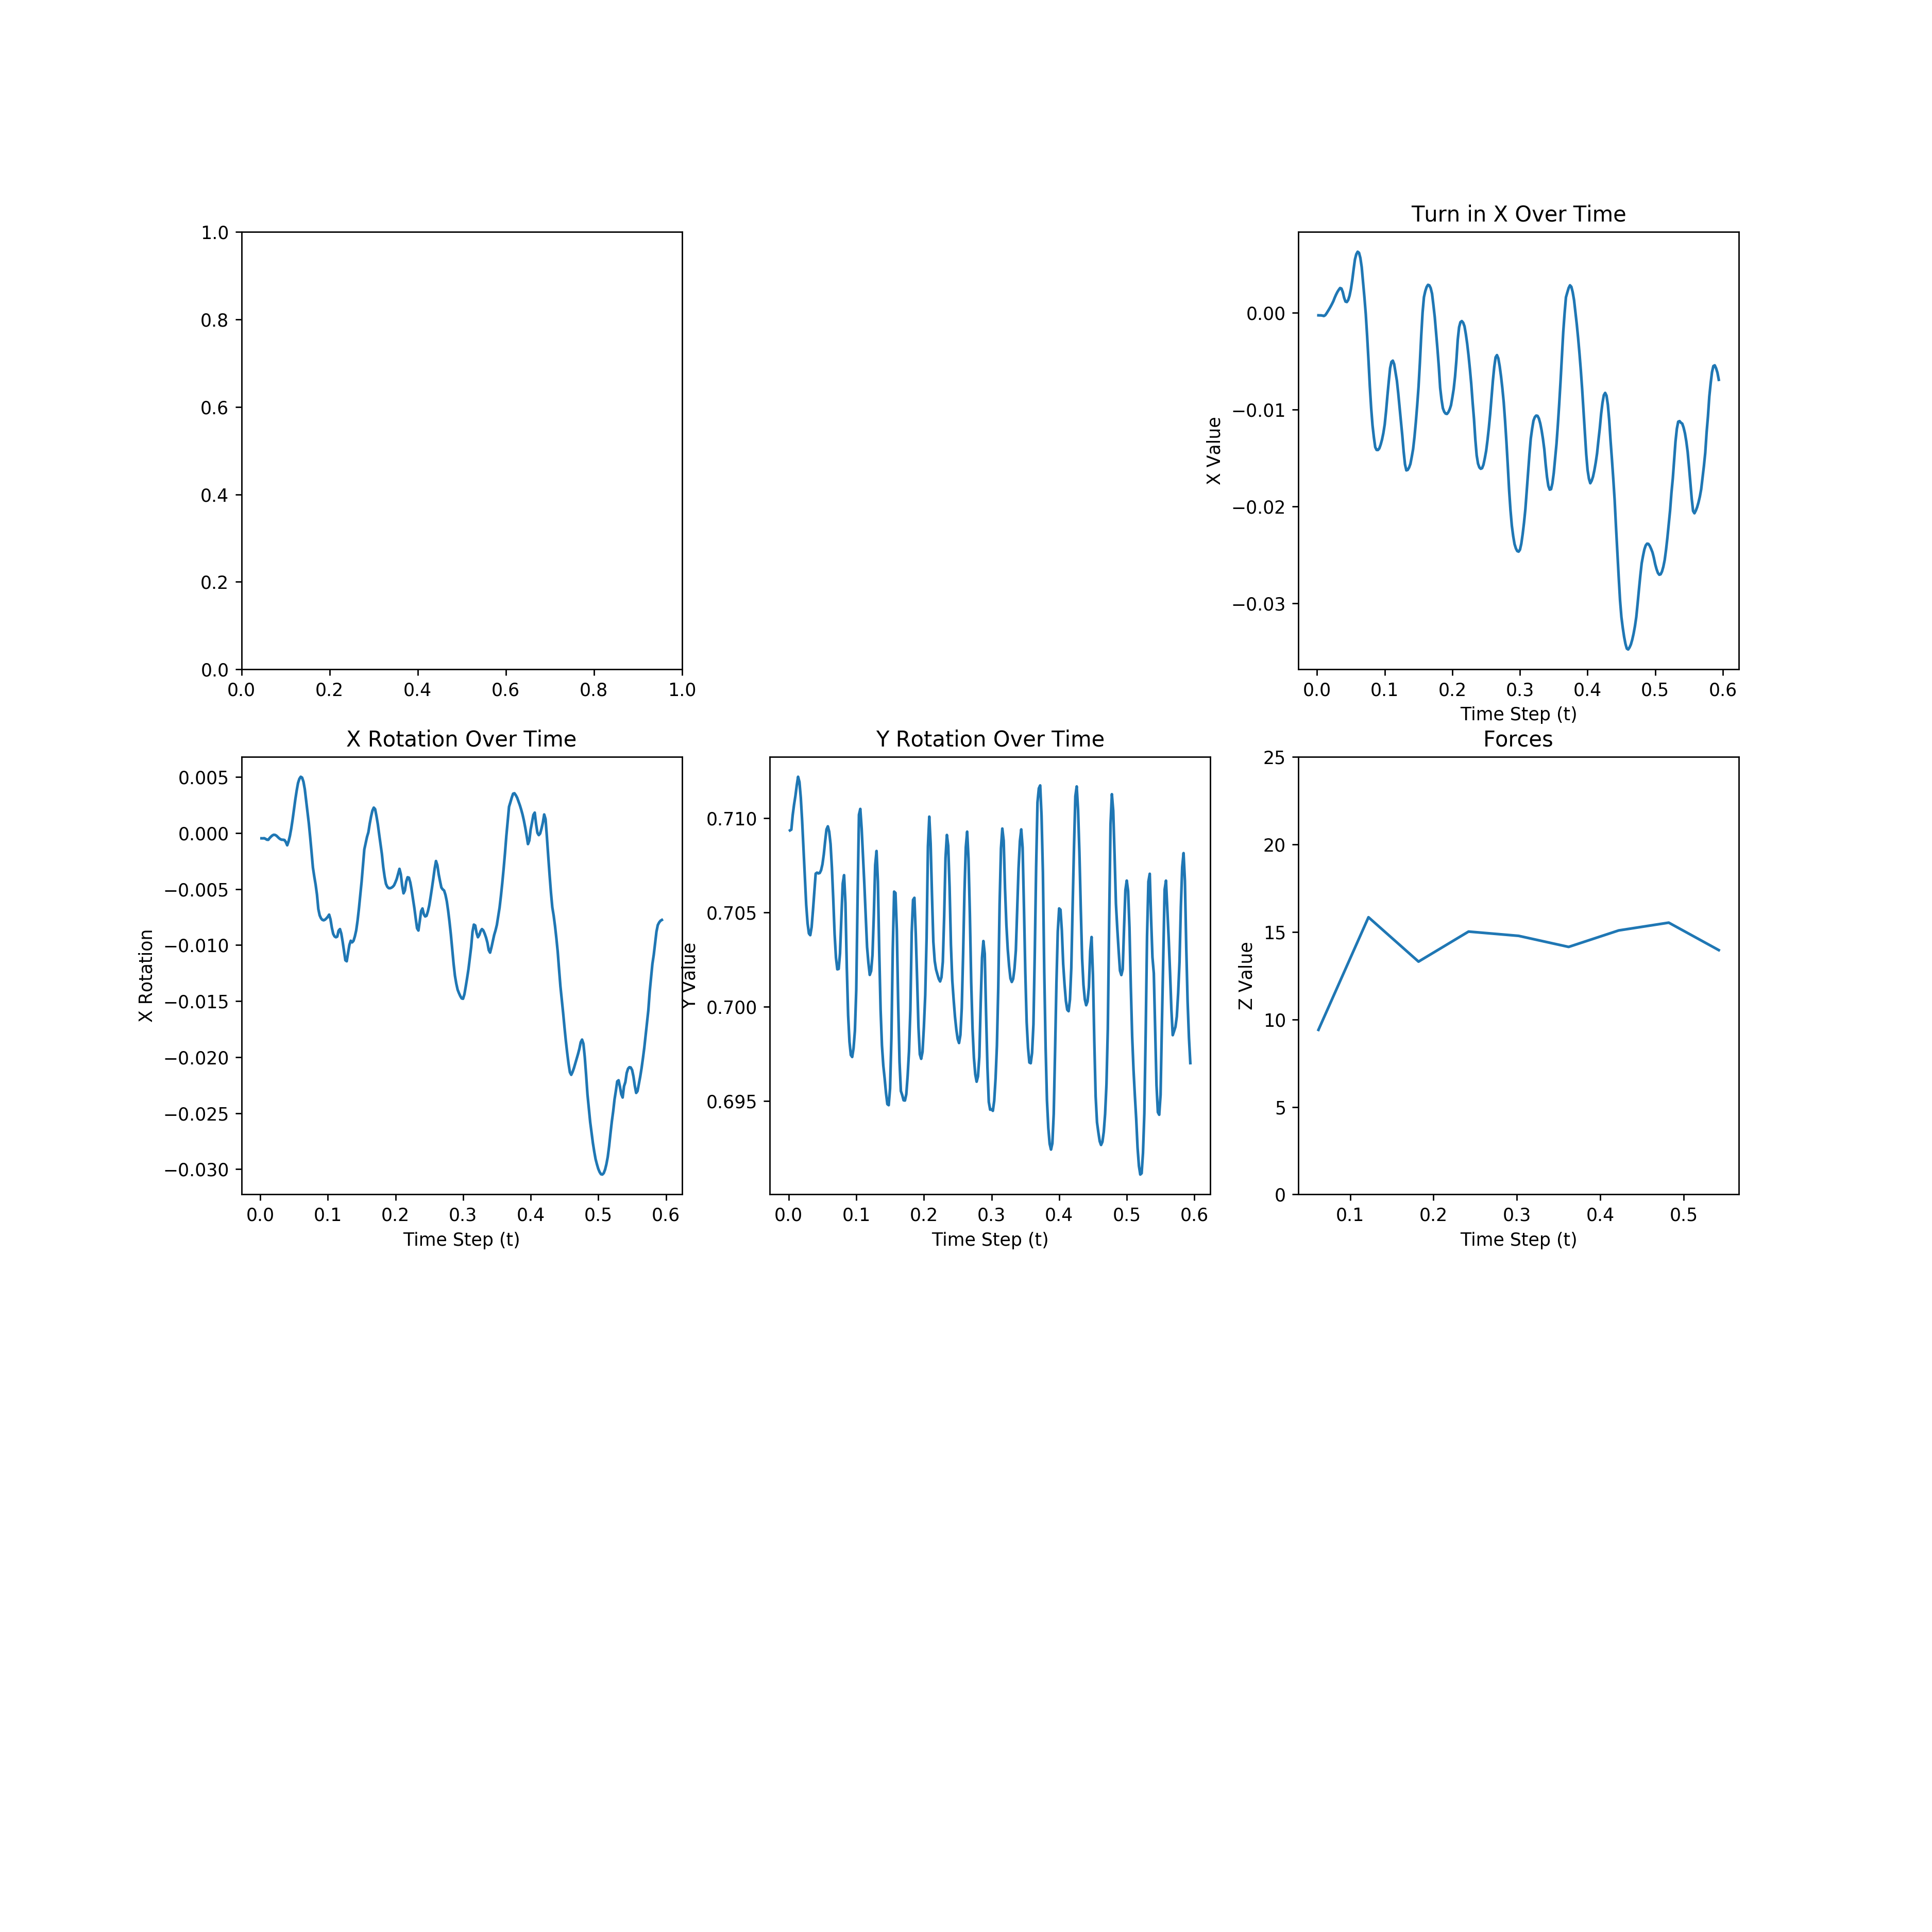 1.0
0.8
0.6
0.4
0.2
0.0
0.0 0.2 0.4 0.6 0.8 1.0
Turn in X Over Time
X Value
0.00
−0.01
−0.02
−0.03
0.0 0.1 0.2 0.3 0.4 0.5 0.6
Time Step (t)
X Rotation Over Time
X Rotation
0.005
0.000
−0.005
−0.010
−0.015
−0.020
−0.025
−0.030
0.0 0.1 0.2 0.3 0.4 0.5 0.6
Time Step (t)
Y Rotation Over Time
Y Value
0.710
0.705
0.700
0.695
0.0 0.1 0.2 0.3 0.4 0.5 0.6
Time Step (t)
Forces
Z Value
25
20
15
10
5
0
0.1 0.2 0.3 0.4 0.5
Time Step (t)